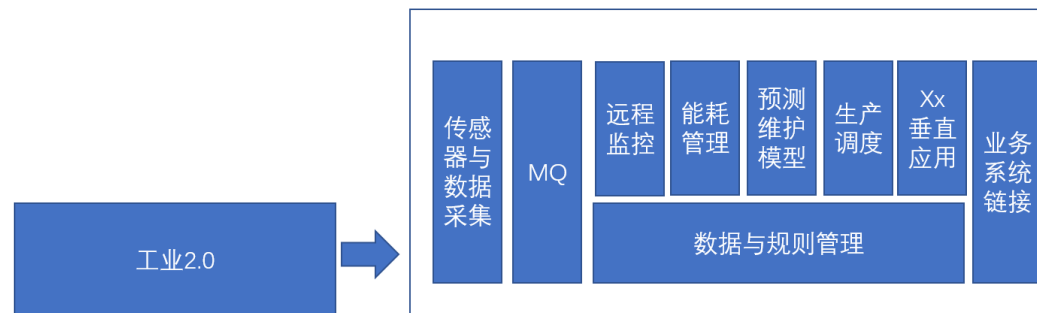 传感
器与
数据
采集
MQ
远程
监控
能耗
管理
预测
维护
模型
生产
调度
Xx
垂直
应用
业务
系统
链接
数据与规则管理
工业2.0